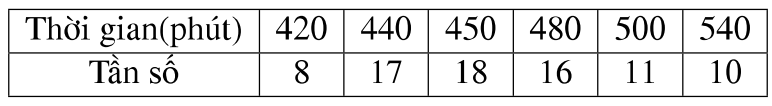 Thời gian(phút) 420 440 450 480 500 540
Tần số 8 17 18 16 11 10